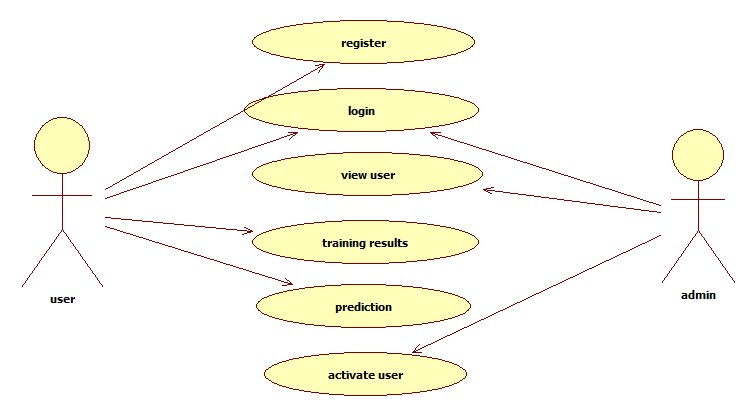 register
login
view user
training results
user
admin
prediction
activate user